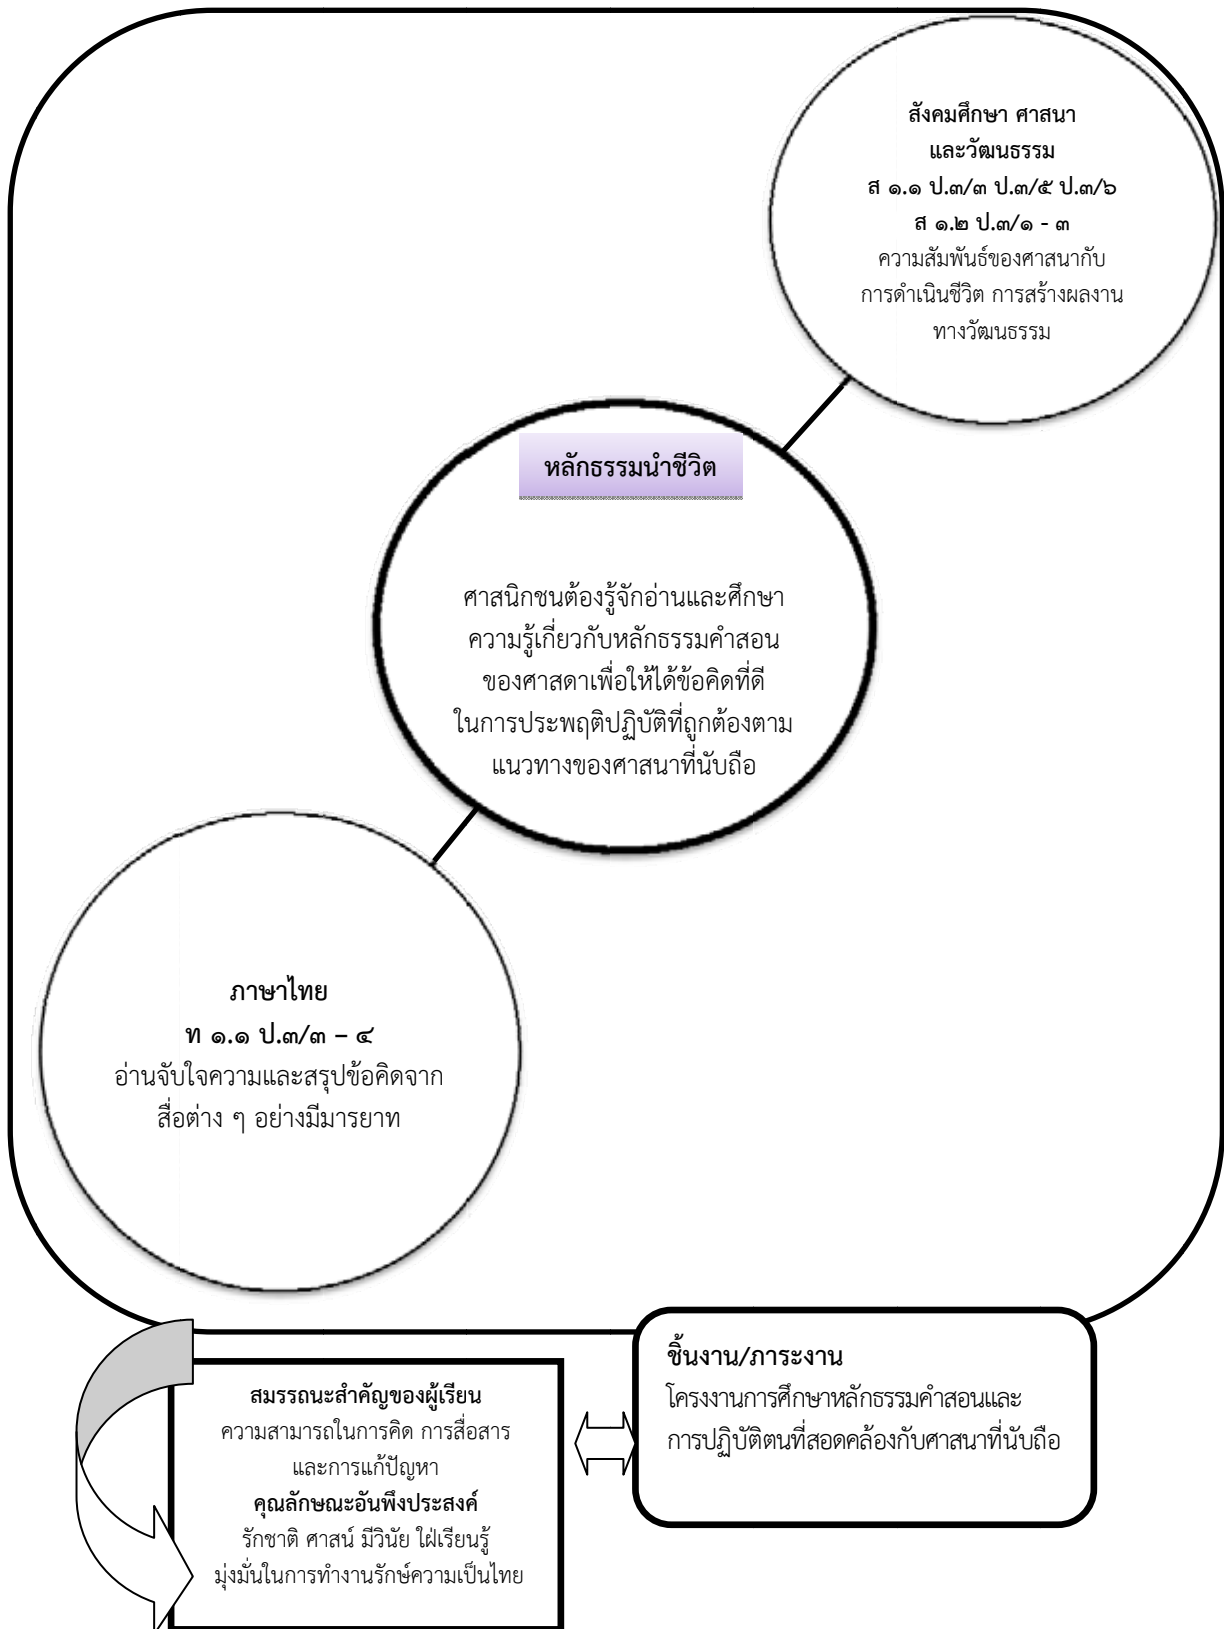 สังคมศึกษา ศาสนา
และวัฒนธรรม
ส ๑.๑ ป.๓/๓ ป.๓/๕ ป.๓/๖
ส ๑.๒ ป.๓/๑ - ๓
ความสัมพันธ์ของศาสนากับ
การดำเนินชีวิต การสร้างผลงาน
ทางวัฒนธรรม
หลักธรรมนำชีวิต
ศาสนิกชนต้องรู้จักอ่านและศึกษา
ความรู้เกี่ยวกับหลักธรรมคำสอน
ของศาสดาเพื่อให้ได้ข้อคิดที่ดี
ในการประพฤติปฏิบัติที่ถูกต้องตาม
แนวทางของศาสนาที่นับถือ
ภาษาไทย
ท ๑.๑ ป.๓/๓ – ๔
อ่านจับใจความและสรุปข้อคิดจาก
สื่อต่าง ๆ อย่างมีมารยาท
สมรรถนะสำคัญของผู้เรียน
ความสามารถในการคิด การสื่อสาร
และการแก้ปัญหา
คุณลักษณะอันพึงประสงค์
รักชาติ ศาสน์ มีวินัย ใฝ่เรียนรู้
มุ่งมั่นในการทำงานรักษ์ความเป็นไทย
ชิ้นงาน/ภาระงาน
โครงงานการศึกษาหลักธรรมคำสอนและ
การปฏิบัติตนที่สอดคล้องกับศาสนาที่นับถือ